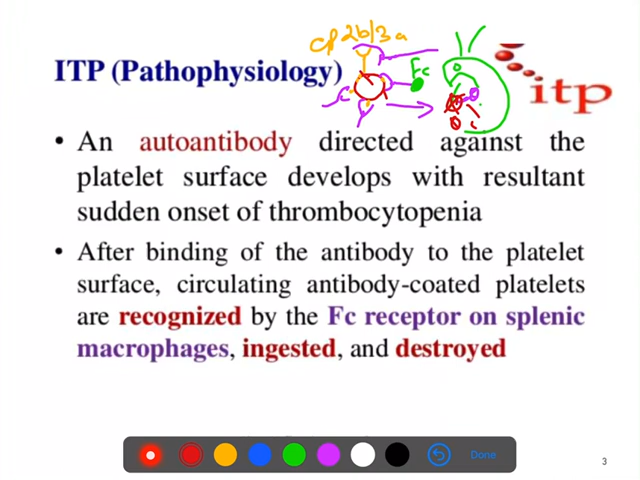 GP 2b/3a
Fc
ITP (Pathophysiology)
itp
• An autoantibody directed against the
platelet surface develops with resultant
sudden onset of thrombocytopenia
• After binding of the antibody to the platelet
surface, circulating antibody-coated platelets
are recognized by the Fc receptor on splenic
macrophages, ingested, and destroyed
Done
3